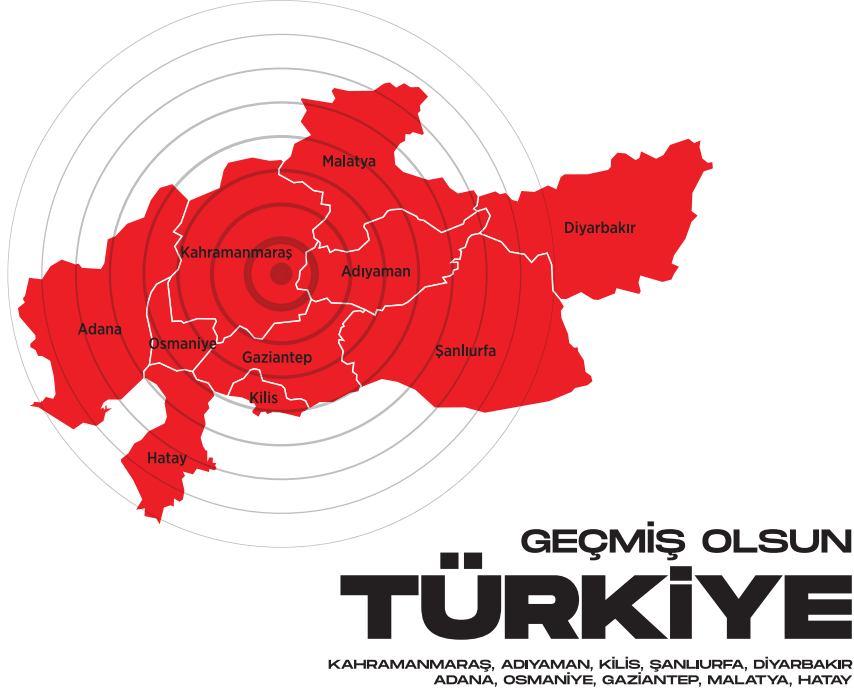 Malatya
Diyarbakır
Kahramanmaraş
Adıyaman
Adana
Osmaniye
Şanlıurfa
Gaziantep
Kilis
Hatay
GEÇMİŞ OLSUN
TÜRKİYE
KAHRAMANMARAŞ, ADIYAMAN, KİLİS, ŞANLIURFA, DİYARBAKIR
ADANA, OSMANİYE, GAZİANTEP, MALATYA, HATAY